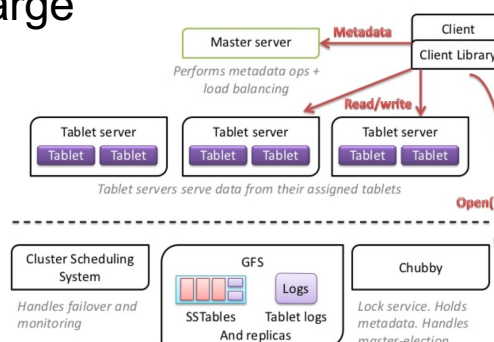 arge
Metadata
Client
Client Library
Master server
Performs metadata ops +
load balancing
Read/write
Tablet server
Tablet Tablet
Tablet server
Tablet Tablet
Tablet server
Tablet Tablet
Tablet servers serve data from their assigned tablets
Open(
Cluster Scheduling
System
Handles failover and
monitoring
GFS
Logs
SSTables Tablet logs
And replicas
Chubby
Lock service. Holds
metadata. Handles
master-election